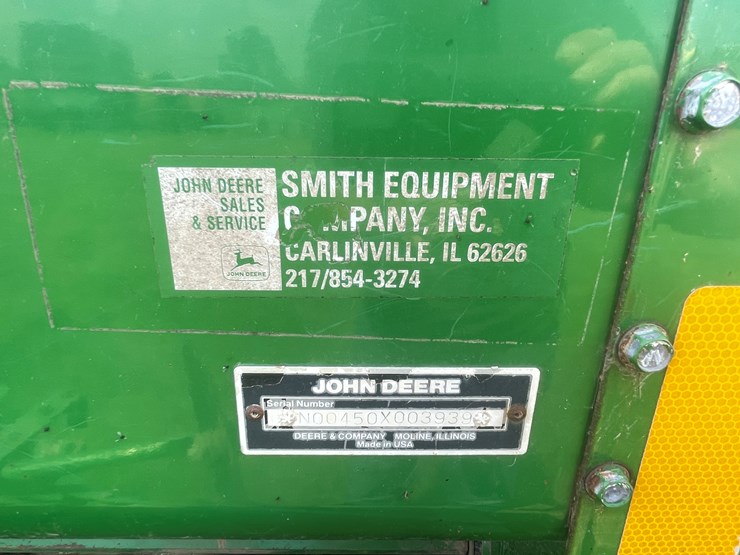 JOHN DEERE
SALES
& SERVICE
JOHN DEERE
SMITH EQUIPMENT
COMPANY, INC.
CARLINVILLE, IL 62626
217/854-3274
JOHN DEERE
Serial Number
DEERE & COMPANY MOLINE, ILLINOIS
Made in USA